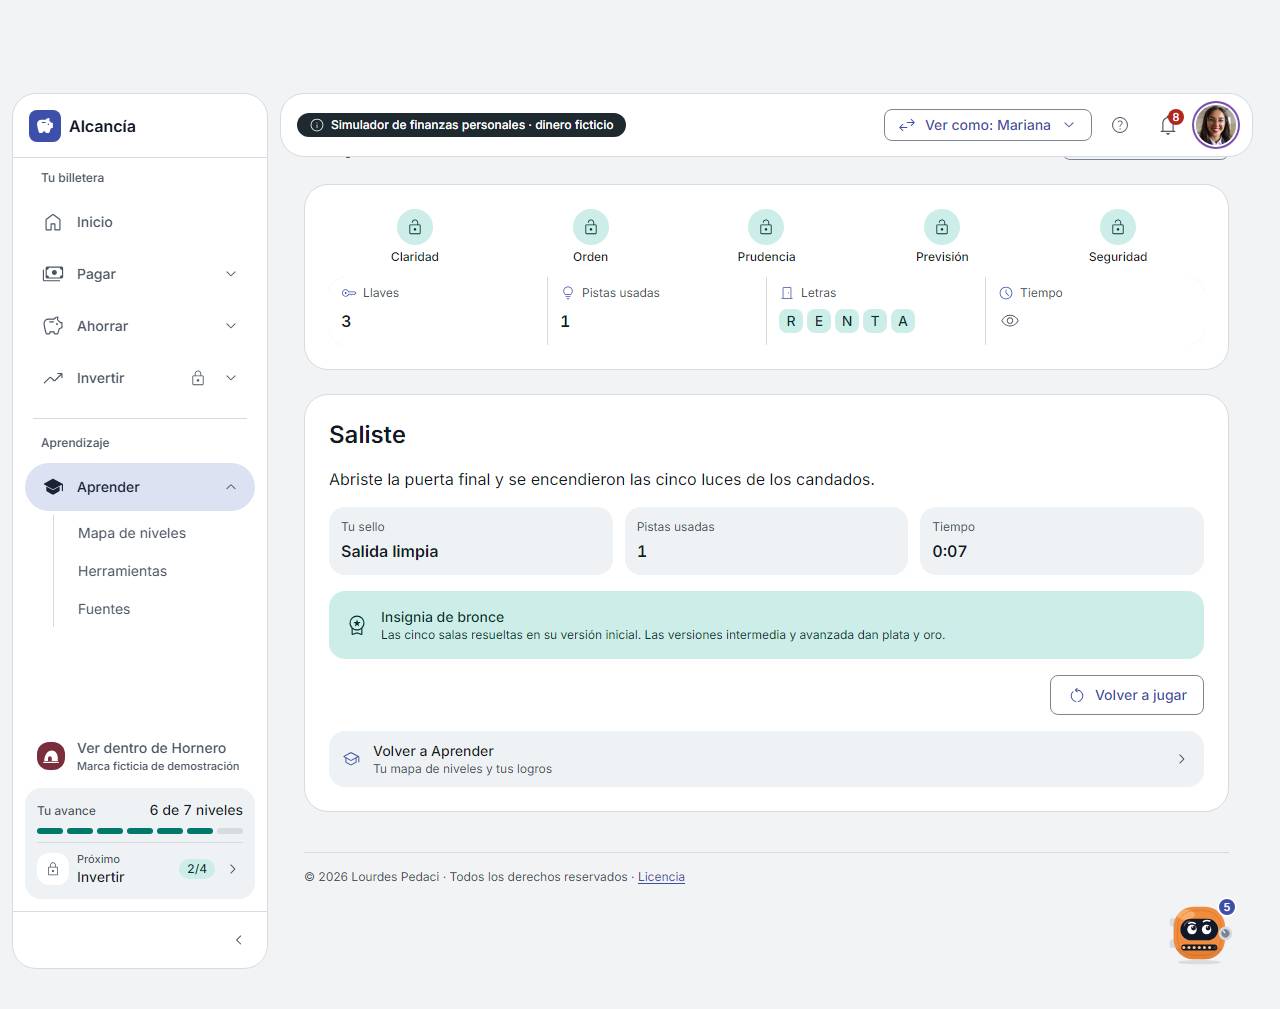 Alcancía
Simulador de finanzas personales · dinero ficticio
Ver como: Mariana
8
Tu billetera
Inicio
Pagar
Ahorrar
Invertir
Aprendizaje
Aprender
Mapa de niveles
Herramientas
Fuentes
Ver dentro de Hornero
Marca ficticia de demostración
Tu avance
6 de 7 niveles
Próximo
Invertir
2/4
Claridad
Orden
Prudencia
Previsión
Seguridad
Llaves
3
Pistas usadas
1
Letras
R E N T A
Tiempo
Saliste
Abriste la puerta final y se encendieron las cinco luces de los candados.
Tu sello
Salida limpia
Pistas usadas
1
Tiempo
0:07
Insignia de bronce
Las cinco salas resueltas en su versión inicial. Las versiones intermedia y avanzada dan plata y oro.
Volver a jugar
Volver a Aprender
Tu mapa de niveles y tus logros
© 2026 Lourdes Pedaci · Todos los derechos reservados · Licencia
5